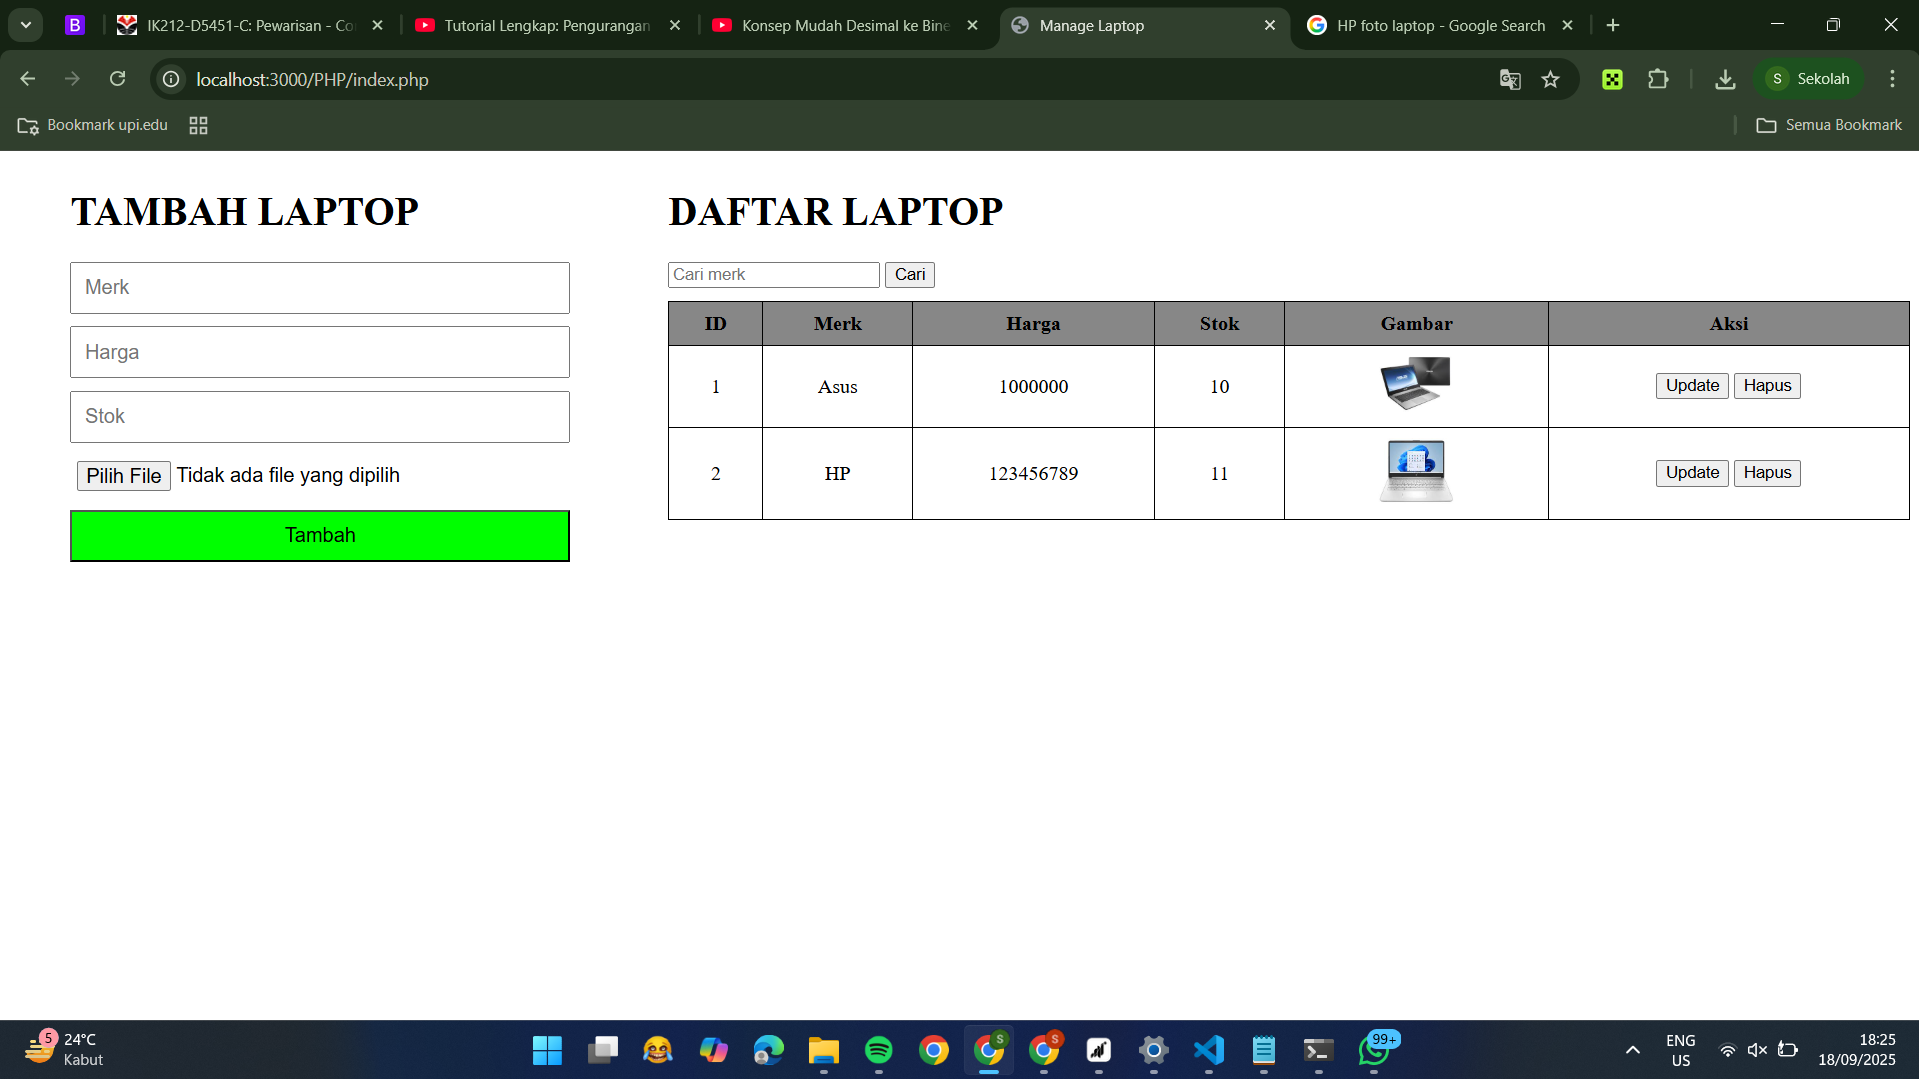 B
IK212-D5451-C: Pewarisan - Co
Tutorial Lengkap: Pengurangan
Konsep Mudah Desimal ke Bine
Manage Laptop
HP foto laptop - Google Search
localhost:3000/PHP/index.php
S Sekolah
Bookmark upi.edu
Semua Bookmark
TAMBAH LAPTOP
Merk
Harga
Stok
Pilih File Tidak ada file yang dipilih
Tambah
DAFTAR LAPTOP
Cari merk Cari
ID Merk Harga Stok Gambar Aksi
1 Asus 1000000 10 Update Hapus
2 HP 123456789 11 Update Hapus
5
24°C
Kabut
S
S
99+
ENG
US
18:25
18/09/2025